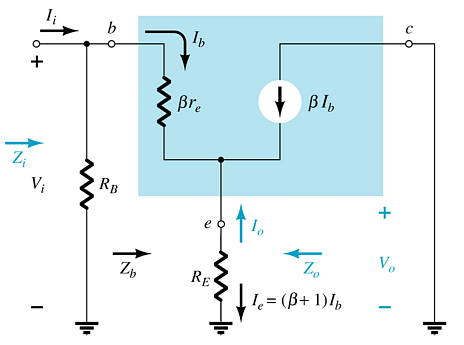 I_i
b
I_b
c
+
βr_e
βI_b
Z_i
V_i
R_B
e
I_o
+
Z_b
R_E
Z_o
V_o
−
I_e = (β + 1)I_b
−